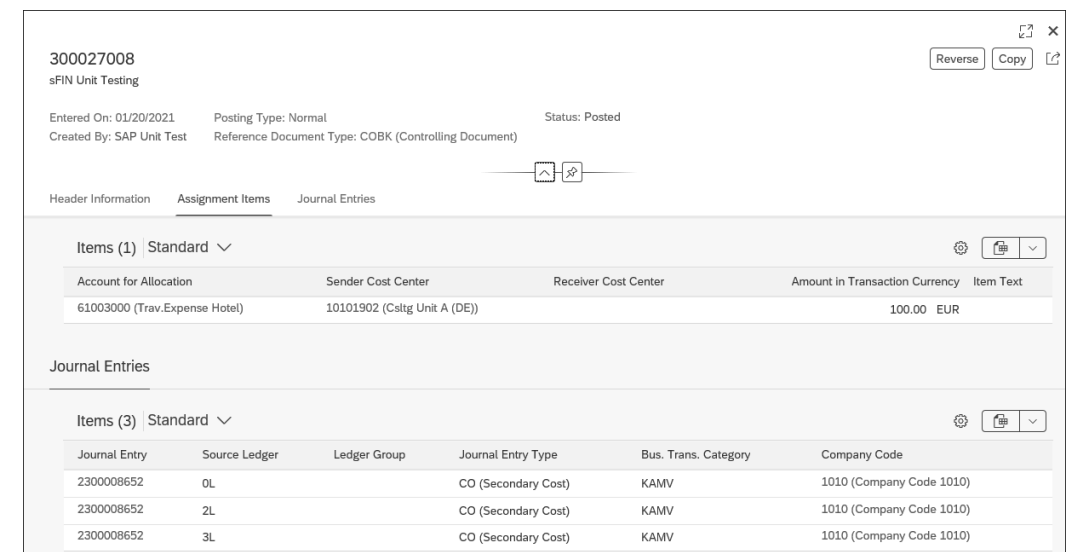 300027008
Reverse Copy
sFIN Unit Testing
Entered On: 01/20/2021 Posting Type: Normal Status: Posted
Created By: SAP Unit Test Reference Document Type: COBK (Controlling Document)
Header Information Assignment Items Journal Entries
Items (1) Standard
Account for Allocation Sender Cost Center Receiver Cost Center Amount in Transaction Currency Item Text
61003000 (Trav.Expense Hotel) 10101902 (Csltg Unit A (DE)) 100.00 EUR
Journal Entries
Items (3) Standard
Journal Entry Source Ledger Ledger Group Journal Entry Type Bus. Trans. Category Company Code
2300008652 0L CO (Secondary Cost) KAMV 1010 (Company Code 1010)
2300008652 2L CO (Secondary Cost) KAMV 1010 (Company Code 1010)
2300008652 3L CO (Secondary Cost) KAMV 1010 (Company Code 1010)